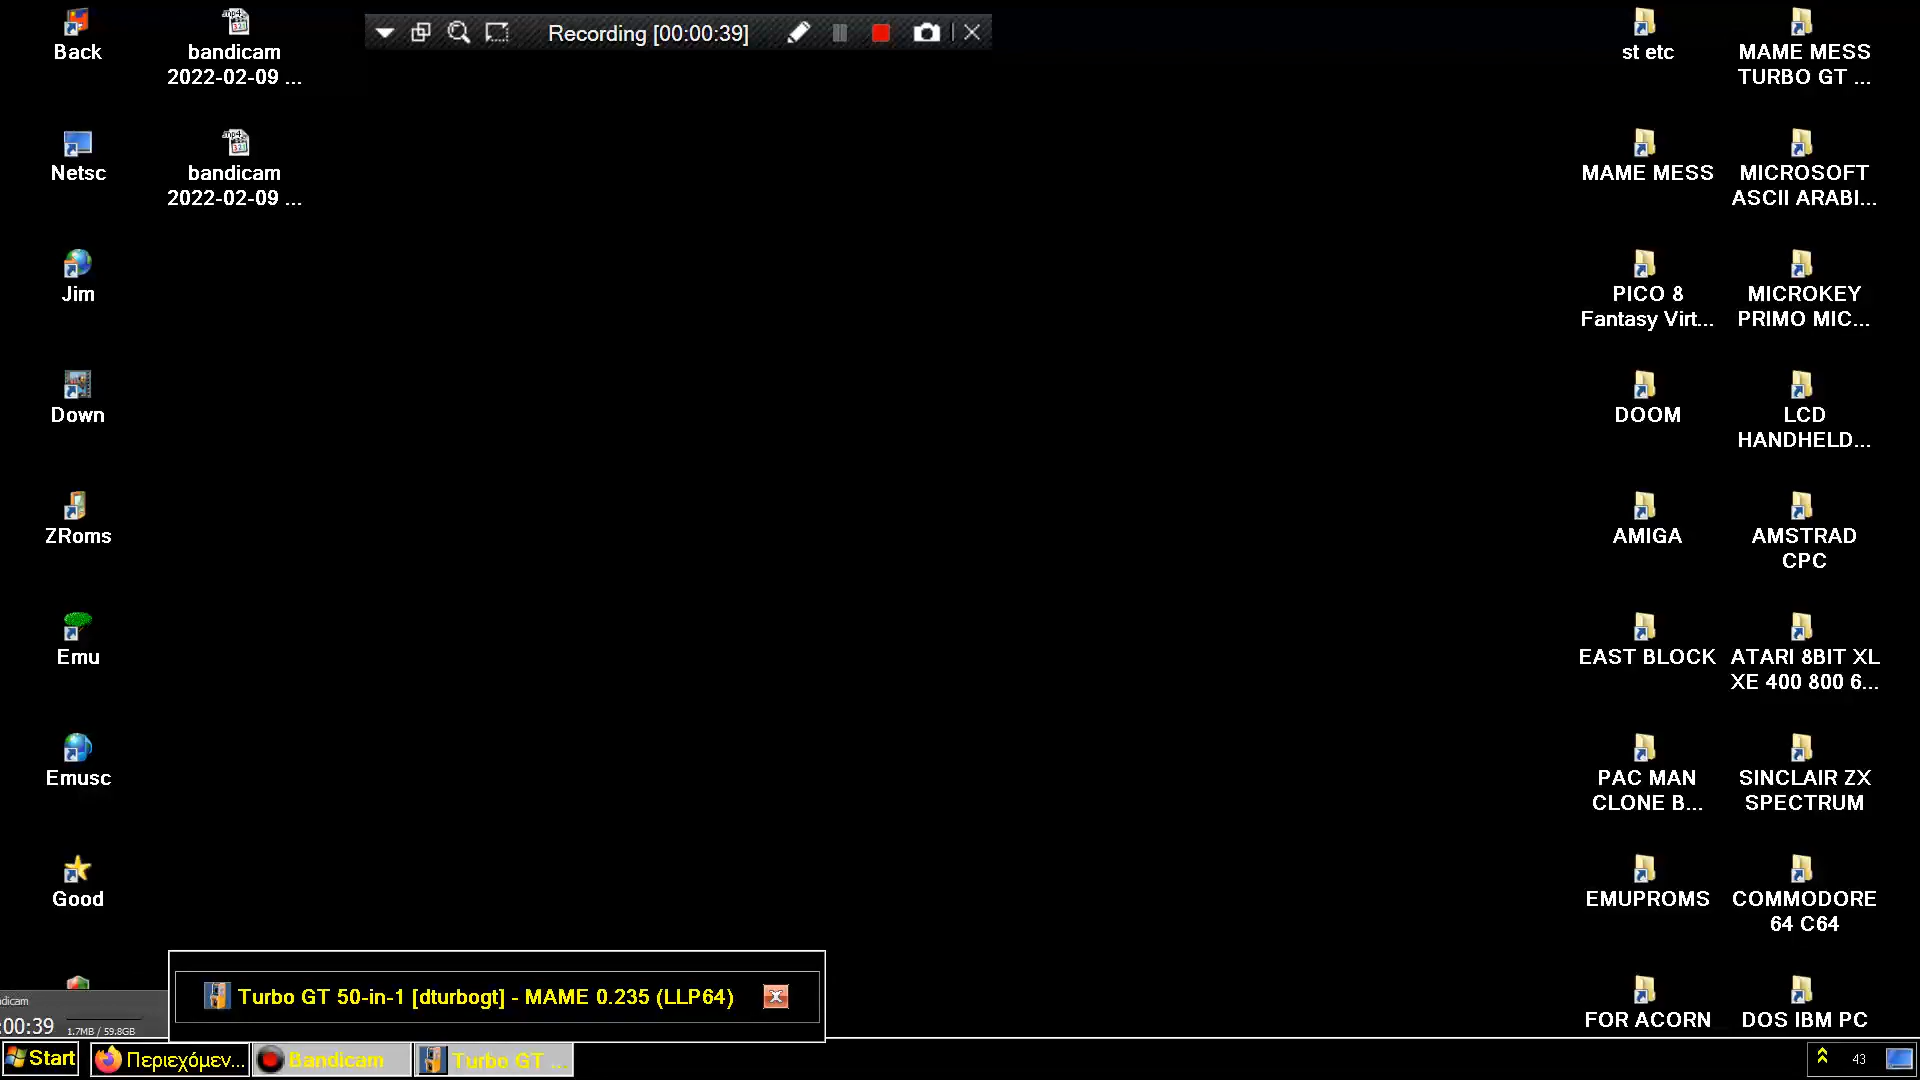 Back
bandicam
2022-02-09 ...
Recording [00:00:39]
st etc
MAME MESS
TURBO GT ...
Netsc
bandicam
2022-02-09 ...
MAME MESS
MICROSOFT
ASCII ARABI...
Jim
PICO 8
Fantasy Virt...
MICROKEY
PRIMO MIC...
Down
DOOM
LCD
HANDHELD...
ZRoms
AMIGA
AMSTRAD
CPC
Emu
EAST BLOCK
ATARI 8BIT XL
XE 400 800 6...
Emusc
PAC MAN
CLONE B...
SINCLAIR ZX
SPECTRUM
Good
EMUPROMS
COMMODORE
64 C64
Turbo GT 50-in-1 [dturbogt] - MAME 0.235 (LLP64)
dicam
:00:39
1.7MB / 59.8GB
FOR ACORN
DOS IBM PC
Start
Περιεχόμεν...
Bandicam
Turbo GT ...
43